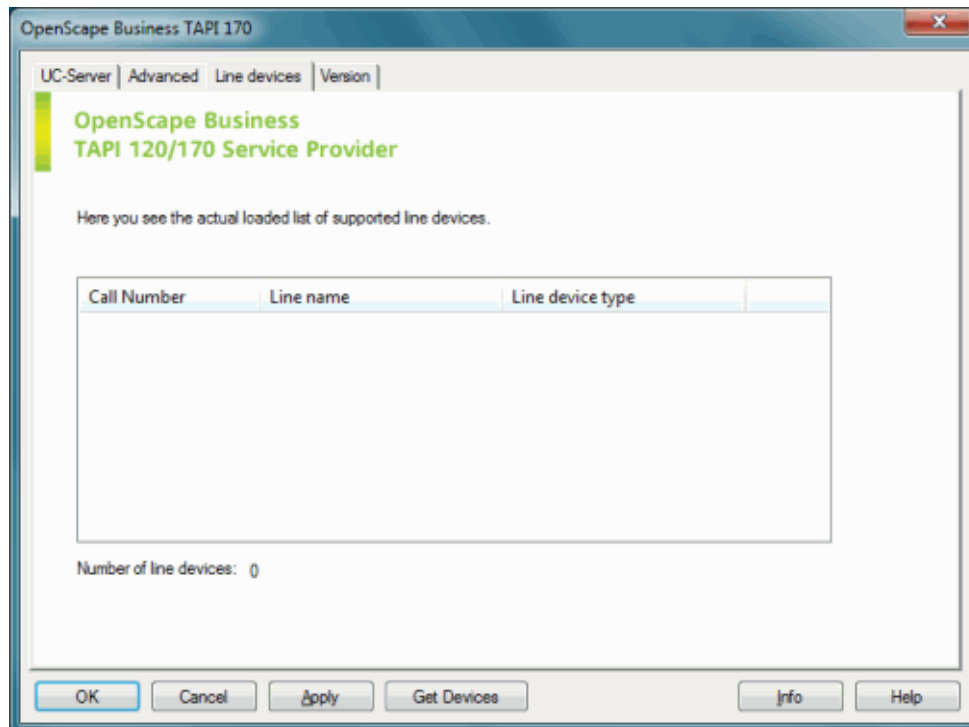 OpenScape Business TAPI 170
UC-Server Advanced Line devices Version
OpenScape Business
TAPI 120/170 Service Provider
Here you see the actual loaded list of supported line devices.
Call Number Line name Line device type
Number of line devices: 0
OK Cancel Apply Get Devices Info Help